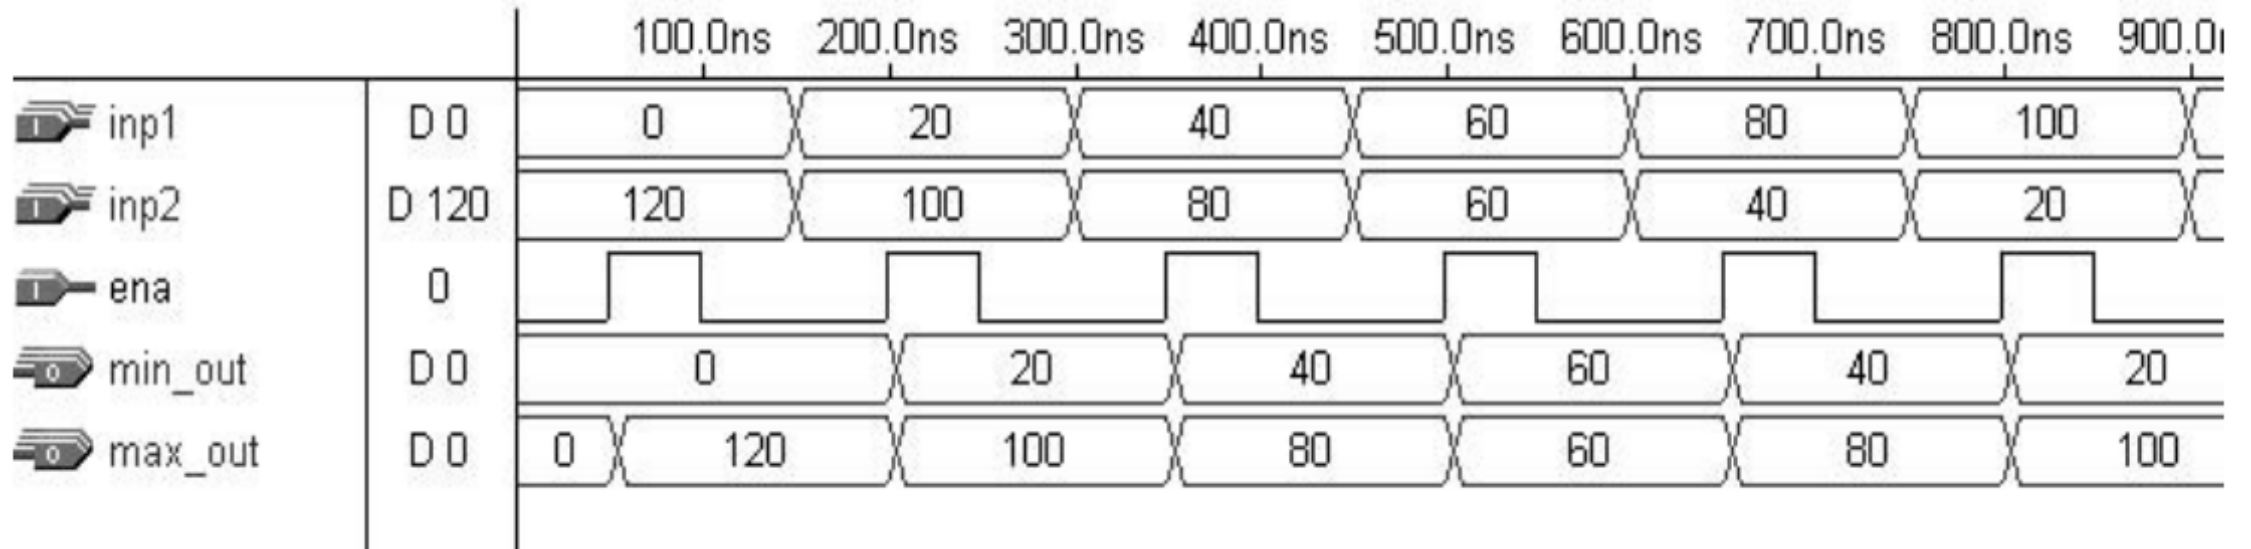 100.0ns 200.0ns 300.0ns 400.0ns 500.0ns 600.0ns 700.0ns 800.0ns 900.0
I inp1 D 0 0 20 40 60 80 100
I inp2 D 120 120 100 80 60 40 20
I ena 0
O min_out D 0 0 20 40 60 40 20
O max_out D 0 0 120 100 80 60 80 100